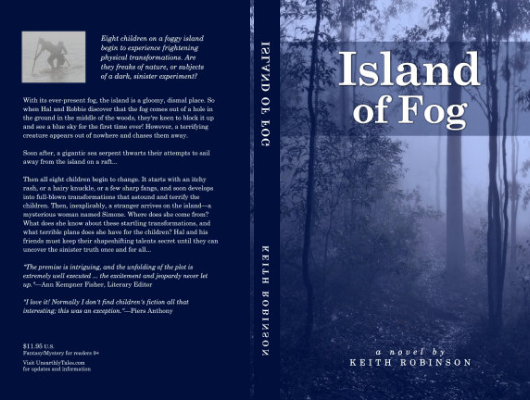 Eight children on a foggy island
begin to experience frightening
physical transformations. Are
they freaks of nature, or subjects
of a dark, sinister experiment?
With its ever-present fog, the island is a gloomy, dismal place. So
when Hal and Robbie discover that the fog comes out of a hole in
the ground in the middle of the woods, they're keen to block it up
and see a blue sky for the first time ever! However, a terrifying
creature appears out of nowhere and chases them away.
Soon after, a gigantic sea serpent thwarts their attempts to sail
away from the island on a raft...
Then all eight children begin to change. It starts with an itchy
rash, or a hairy knuckle, or a few sharp fangs, and soon develops
into full-blown transformations that astound and terrify the
children. Then, inexplicably, a stranger arrives on the island—a
mysterious woman named Simone. Where does she come from?
What does she know about these startling transformations, and
what terrible plans does she have for the children? Hal and his
friends must keep their shapeshifting talents secret until they can
uncover the sinister truth once and for all...
"The premise is intriguing, and the unfolding of the plot is
extremely well executed ... the excitement and jeopardy never let
up."—Ann Kempner Fisher, Literary Editor
"I love it! Normally I don't find children's fiction all that
interesting; this was an exception."—Piers Anthony
$11.95 U.S.
Fantasy/Mystery for readers 9+
Visit UnearthlyTales.com
for updates and information
ISLAND OF FOG
KEITH ROBINSON
Island
of Fog
a novel by
KEITH ROBINSON